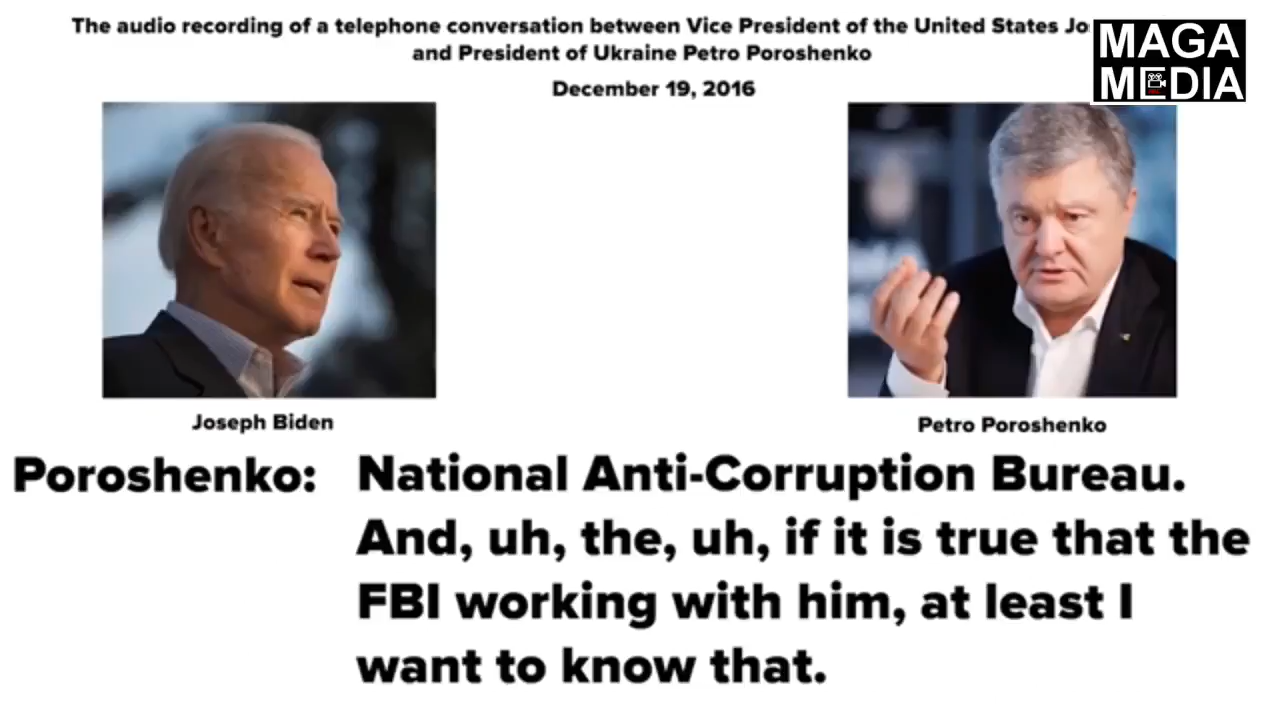 The audio recording of a telephone conversation between Vice President of the United States
and President of Ukraine Petro Poroshenko
December 19, 2016
MAGA
MEDIA
Joseph Biden
Petro Poroshenko
Poroshenko: National Anti-Corruption Bureau.
And, uh, the, uh, if it is true that the
FBI working with him, at least I
want to know that.